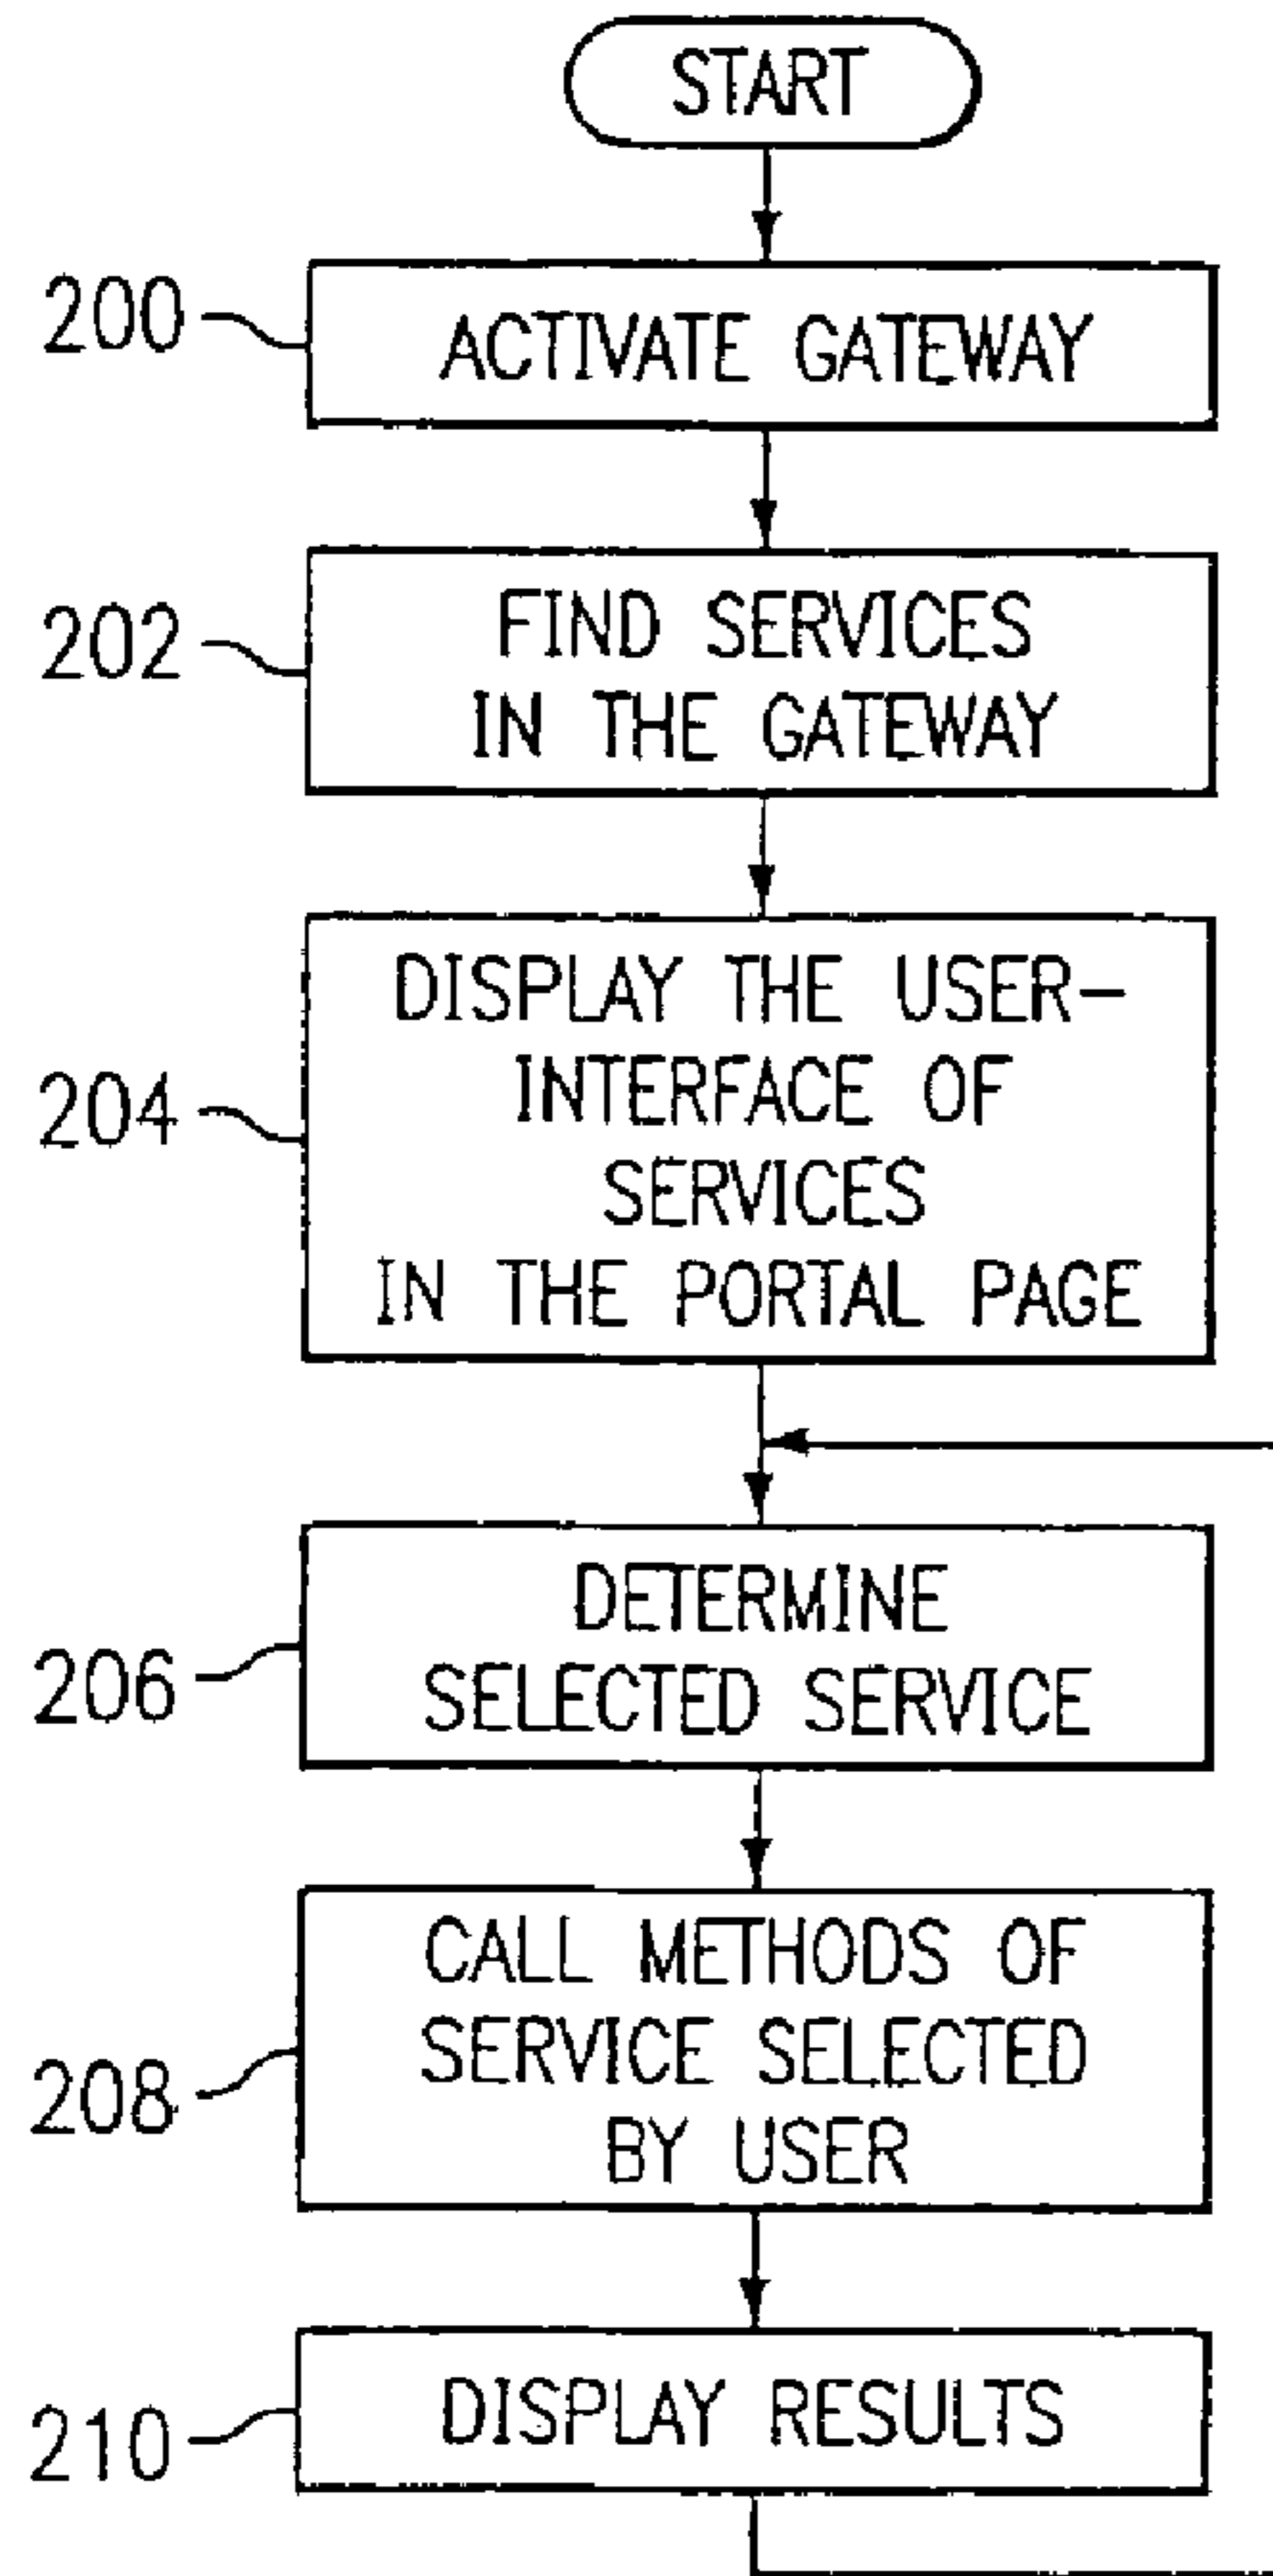 START
200
ACTIVATE GATEWAY
202
FIND SERVICES
IN THE GATEWAY
204
DISPLAY THE USER-
INTERFACE OF
SERVICES
IN THE PORTAL PAGE
206
DETERMINE
SELECTED SERVICE
208
CALL METHODS OF
SERVICE SELECTED
BY USER
210
DISPLAY RESULTS